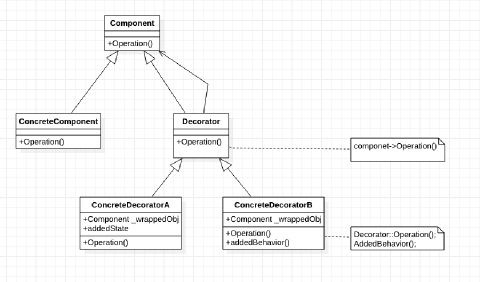 Component
+Operation()
ConcreteComponent
+Operation()
Decorator
+Operation()
componet->Operation()
ConcreteDecoratorA
+Component _wrappedObj
+addedState
+Operation()
ConcreteDecoratorB
+Component _wrappedObj
+Operation()
+addedBehavior()
Decorator::Operation();
AddedBehavior();